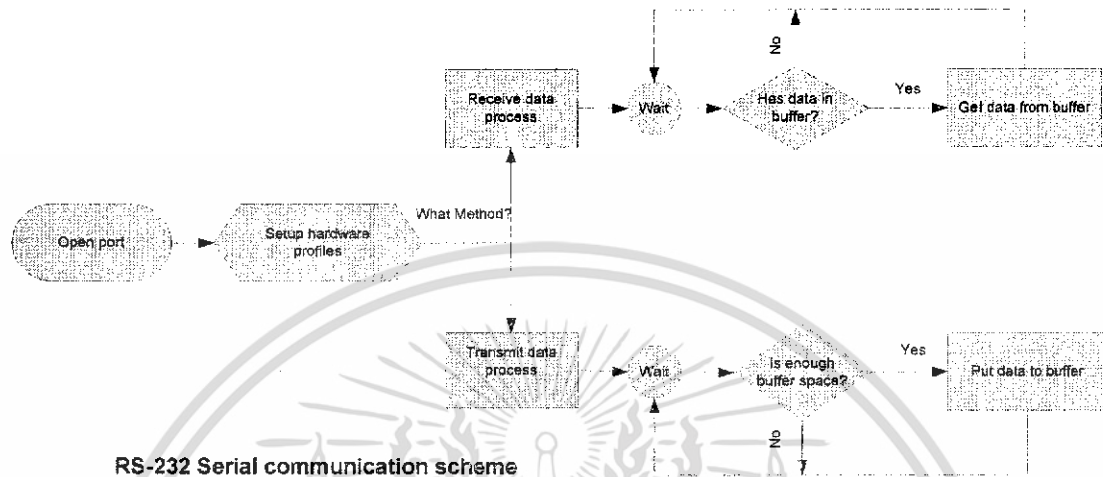 No
Receive data
process
Wait
Has data in
buffer?
Yes
Get data from buffer
What Method?
Open port
Setup hardware
profiles
Transmit data
process
Wait
Is enough
buffer space?
Yes
Put data to buffer
No
RS-232 Serial communication scheme